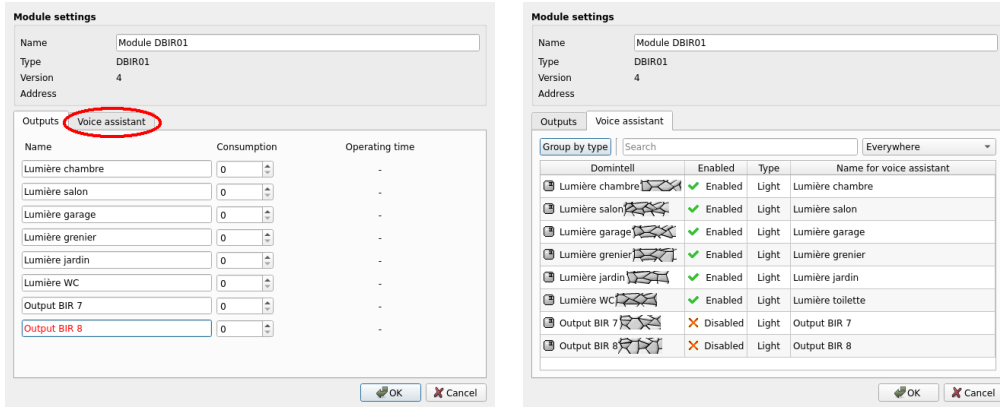 Module settings
Name Module DBIR01
Type DBIR01
Version 4
Address
Outputs Voice assistant
Name Consumption Operating time
Lumière chambre 0 -
Lumière salon 0 -
Lumière garage 0 -
Lumière grenier 0 -
Lumière jardin 0 -
Lumière WC 0 -
Output BIR 7 0 -
Output BIR 8 0 -
OK Cancel
Module settings
Name Module DBIR01
Type DBIR01
Version 4
Address
Outputs Voice assistant
Group by type Search Everywhere
Domintell Enabled Type Name for voice assistant
Lumière chambre Enabled Light Lumière chambre
Lumière salon Enabled Light Lumière salon
Lumière garage Enabled Light Lumière garage
Lumière grenier Enabled Light Lumière grenier
Lumière jardin Enabled Light Lumière jardin
Lumière WC Enabled Light Lumière toilette
Output BIR 7 Disabled Light Output BIR 7
Output BIR 8 Disabled Light Output BIR 8
OK Cancel